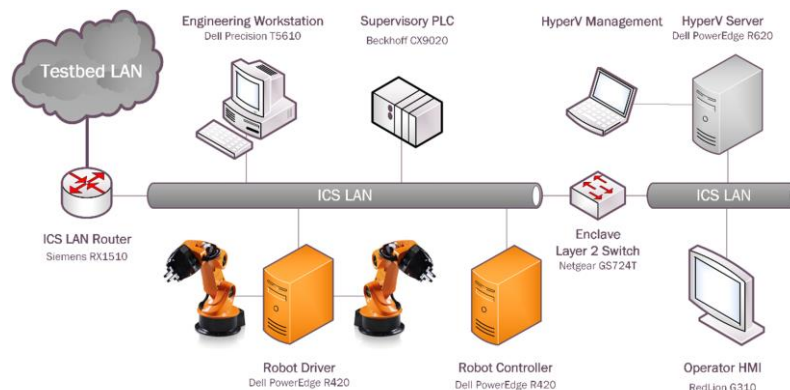 Engineering Workstation
Dell Precision T5610
Supervisory PLC
Beckhoff CX9020
HyperV Management
HyperV Server
Dell PowerEdge R620
Testbed LAN
ICS LAN
ICS LAN
ICS LAN Router
Siemens RX1510
Enclave
Layer 2 Switch
Netgear GS724T
Robot Driver
Dell PowerEdge R420
Robot Controller
Dell PowerEdge R420
Operator HMI
RedLion G310